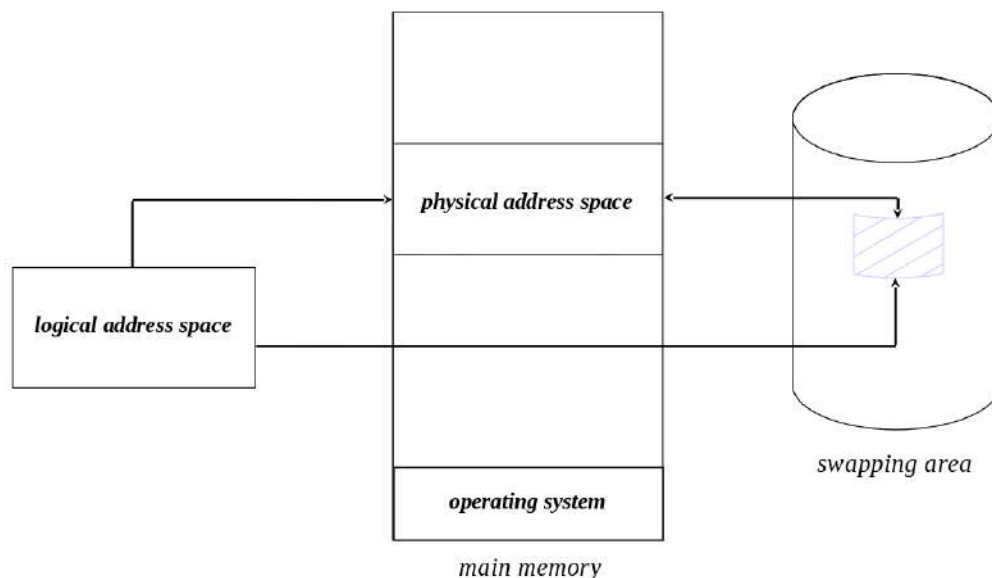 physical address space
logical address space
swapping area
operating system
main memory